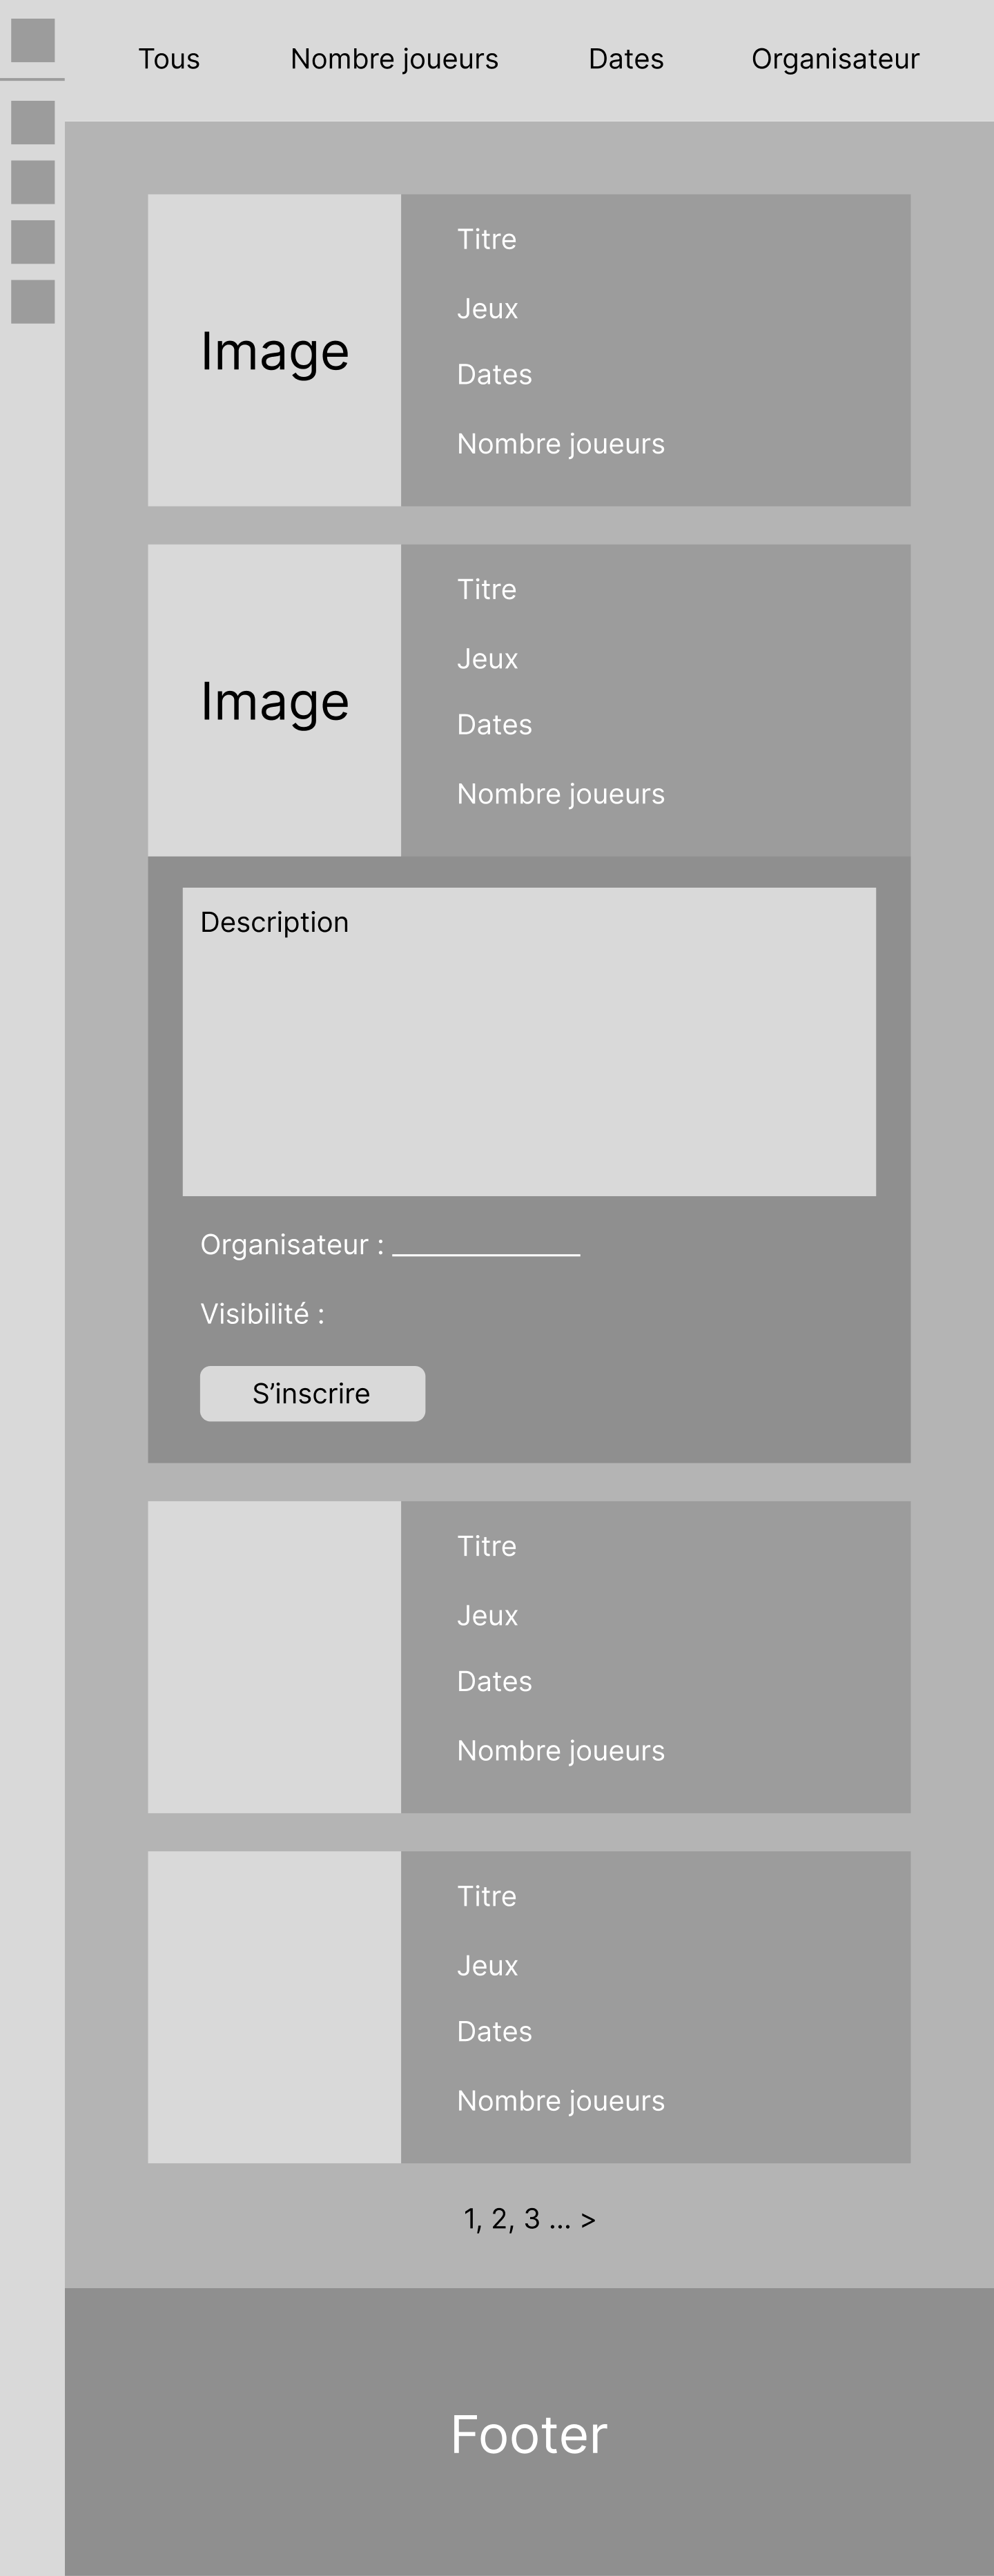 Tous Nombre joueurs Dates Organisateur
Image
Titre
Jeux
Dates
Nombre joueurs
Image
Titre
Jeux
Dates
Nombre joueurs
Description
Organisateur : ______________
Visibilité :
S’inscrire
Titre
Jeux
Dates
Nombre joueurs
Titre
Jeux
Dates
Nombre joueurs
1, 2, 3 ... >
Footer